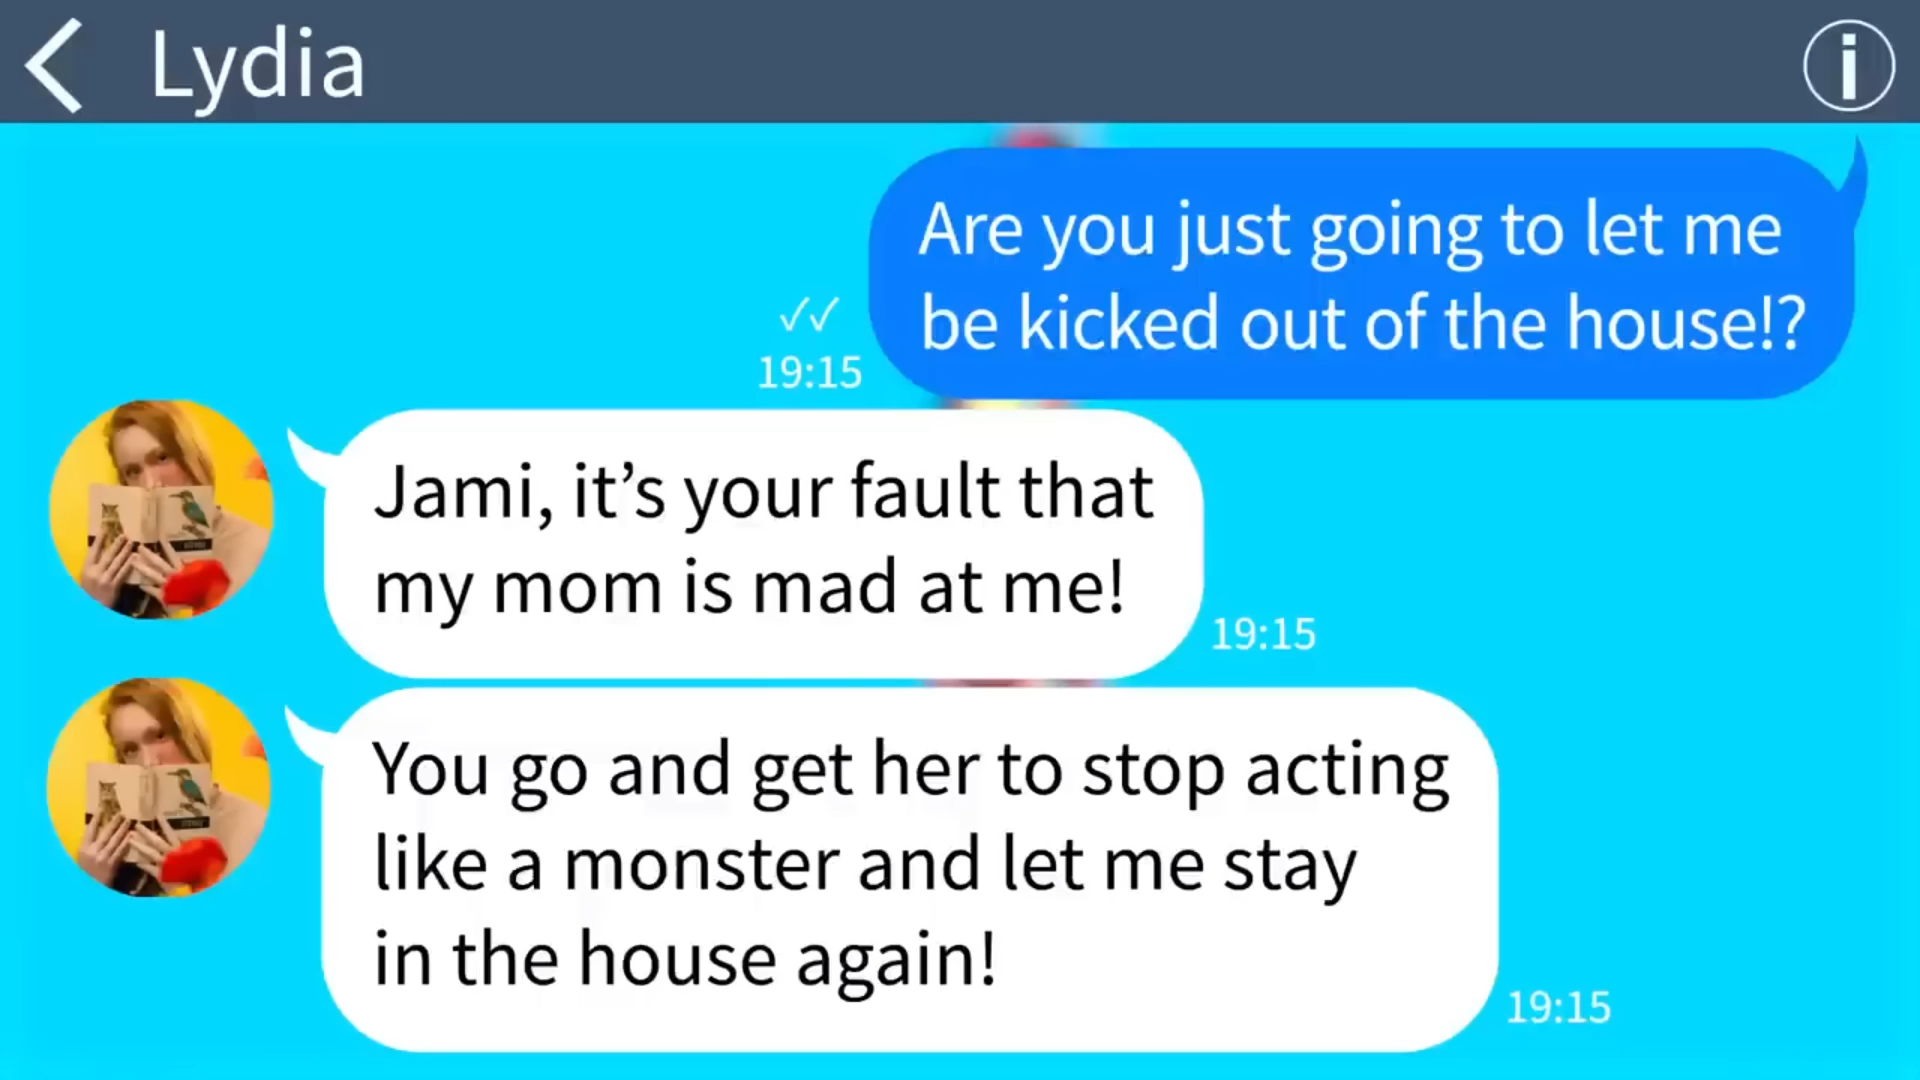 Lydia
Are you just going to let me
be kicked out of the house!?
19:15
Jami, it’s your fault that
my mom is mad at me!
19:15
You go and get her to stop acting
like a monster and let me stay
in the house again!
19:15